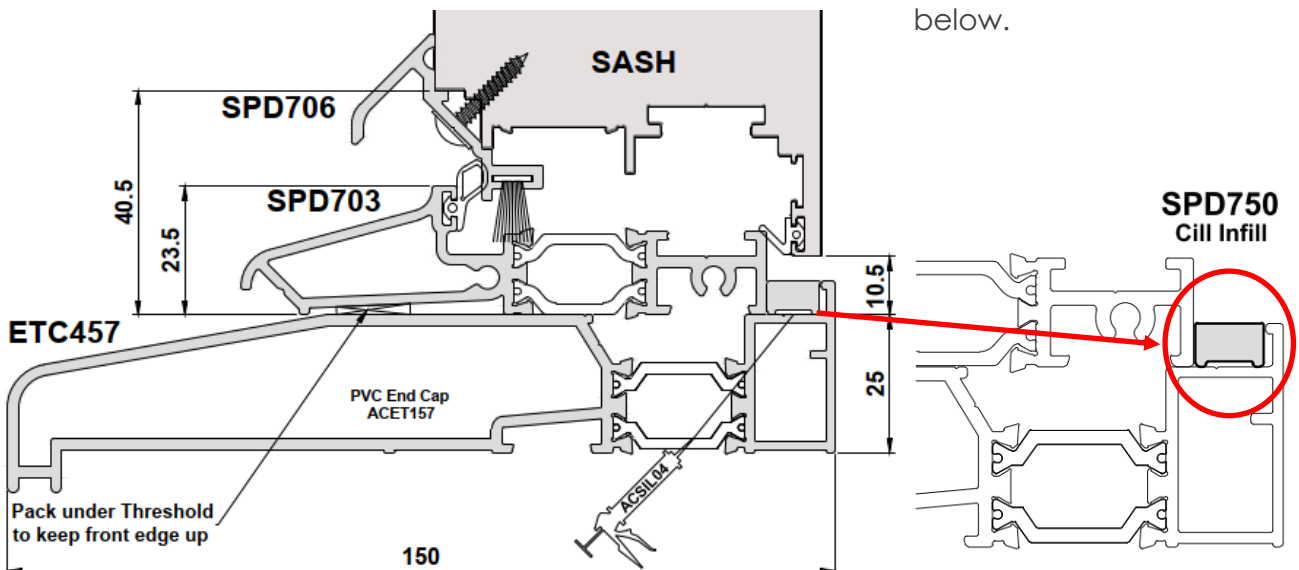 below.
SASH
SPD706
SPD703
40.5
23.5
ETC457
PVC End Cap
ACET157
10.5
25
ACSIL04
Pack under Threshold
to keep front edge up
150
SPD750
Cill Infill